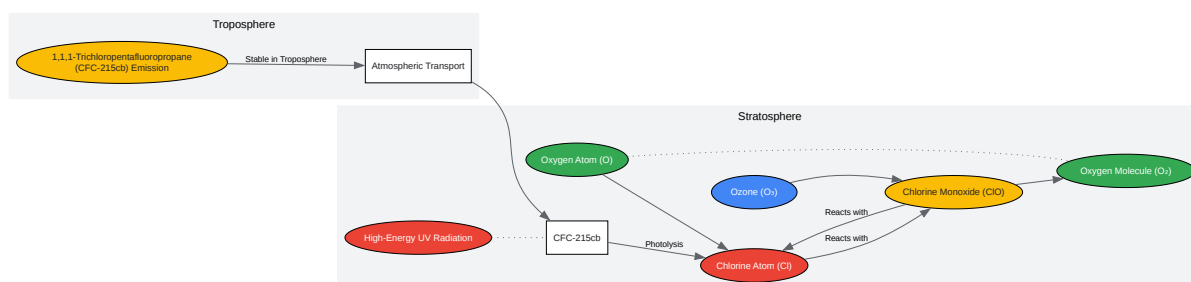 Troposphere
1,1,1-Trichloropentafluoropropane
(CFC-215cb) Emission
Stable in Troposphere
Atmospheric Transport
Stratosphere
Oxygen Atom (O)
Oxygen Molecule (O₂)
Ozone (O₃)
Chlorine Monoxide (ClO)
Reacts with
High-Energy UV Radiation
CFC-215cb
Photolysis
Reacts with
Chlorine Atom (Cl)